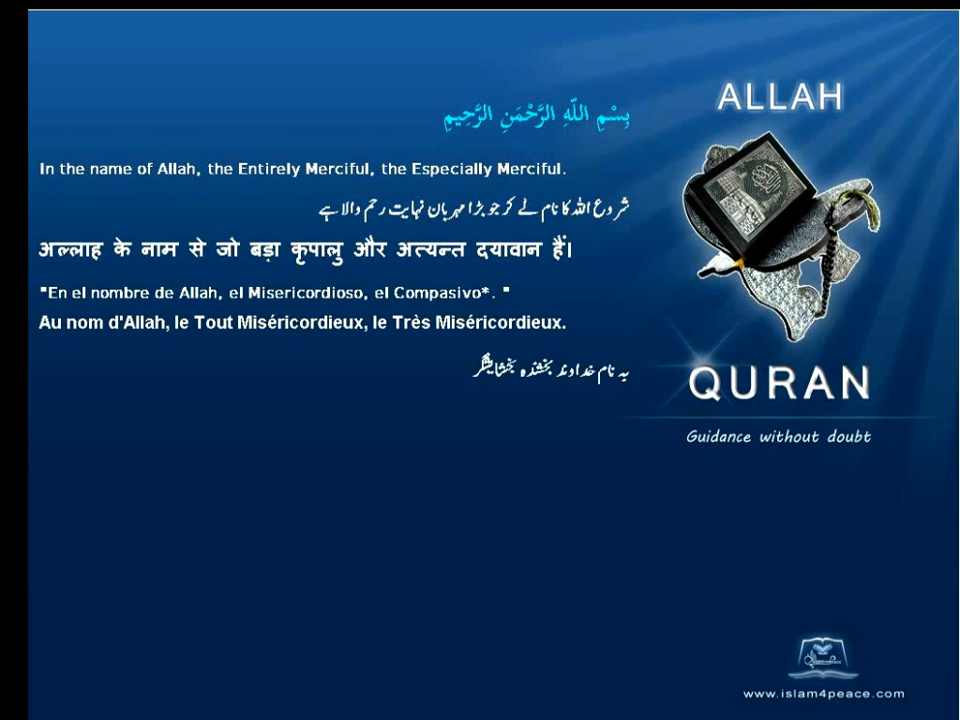 بِسْمِ اللّهِ الرَّحْمَنِ الرَّحِيمِ
In the name of Allah, the Entirely Merciful, the Especially Merciful.
شروع اللہ کا نام لے کر جو بڑا مہربان نہایت رحم والا ہے
अल्लाह के नाम से जो बड़ा कृपालु और अत्यन्त दयावान हैं।
"En el nombre de Allah, el Misericordioso, el Compasivo*. "
Au nom d'Allah, le Tout Miséricordieux, le Très Miséricordieux.
به نام خداوند بخشنده بخشایشگر
ALLAH
QURAN
Guidance without doubt
www.islam4peace.com